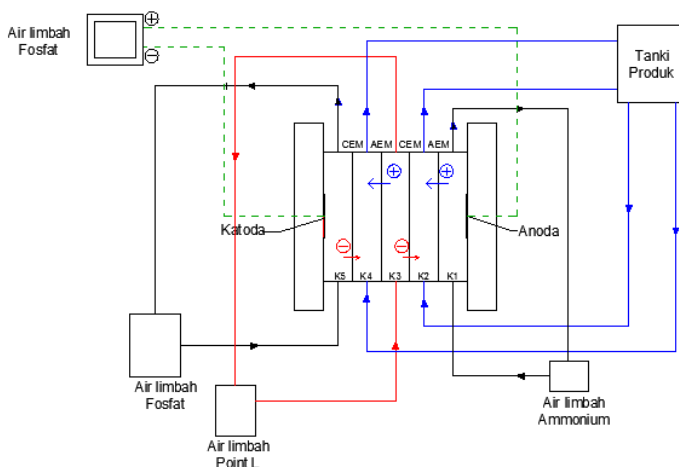 Air limbah
Fosfat
+
−
Tanki
Produk
CEM AEM CEM AEM
+ +
Katoda
Anoda
− −
K5 K4 K3 K2 K1
Air limbah
Fosfat
Air limbah
Point L
Air limbah
Ammonium